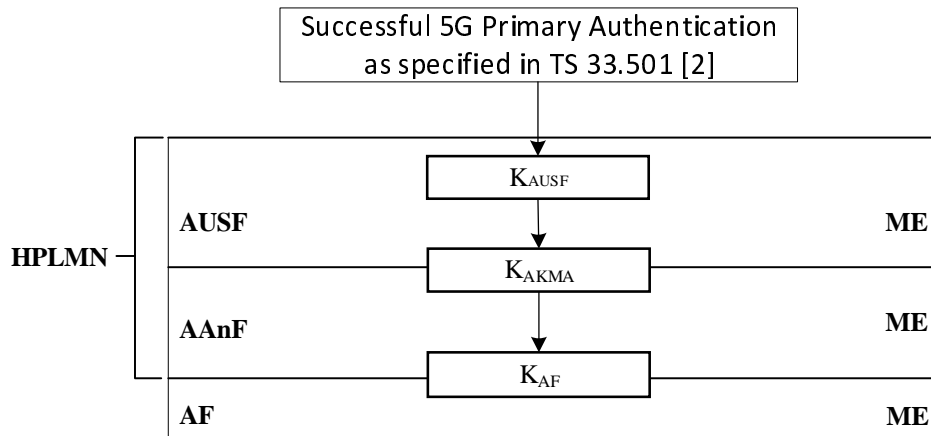 Successful 5G Primary Authentication
as specified in TS 33.501 [2]
KAUSF
AUSF
ME
HPLMN
KAKMA
AAnF
ME
KAF
AF
ME